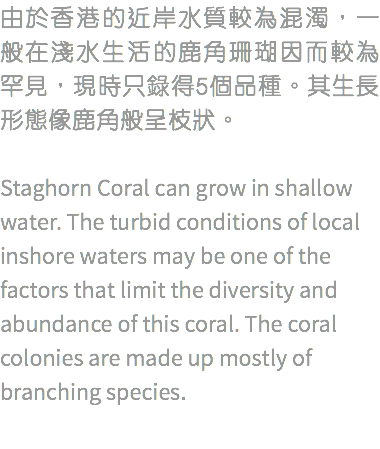 由於香港的近岸水質較為混濁，一
般在淺水生活的鹿角珊瑚因而較為
罕見，現時只錄得5個品種。其生長
形態像鹿角般呈枝狀。
Staghorn Coral can grow in shallow
water. The turbid conditions of local
inshore waters may be one of the
factors that limit the diversity and
abundance of this coral. The coral
colonies are made up mostly of
branching species.